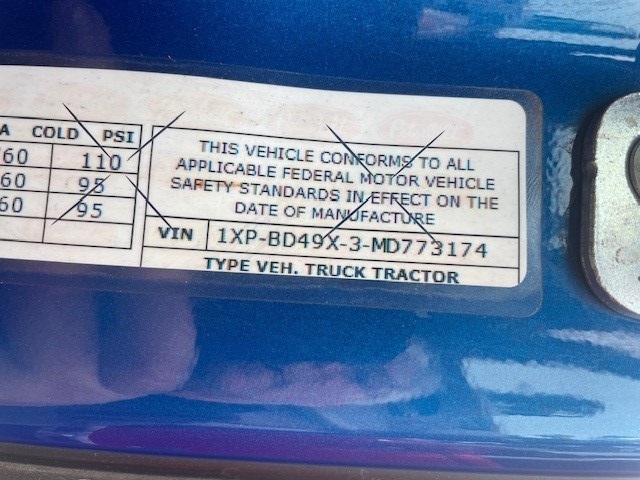 A COLD PSI
760 110
60 95
60 95
THIS VEHICLE CONFORMS TO ALL
APPLICABLE FEDERAL MOTOR VEHICLE
SAFETY STANDARDS IN EFFECT ON THE
DATE OF MANUFACTURE
VIN 1XP-BD49X-3-MD773174
TYPE VEH. TRUCK TRACTOR